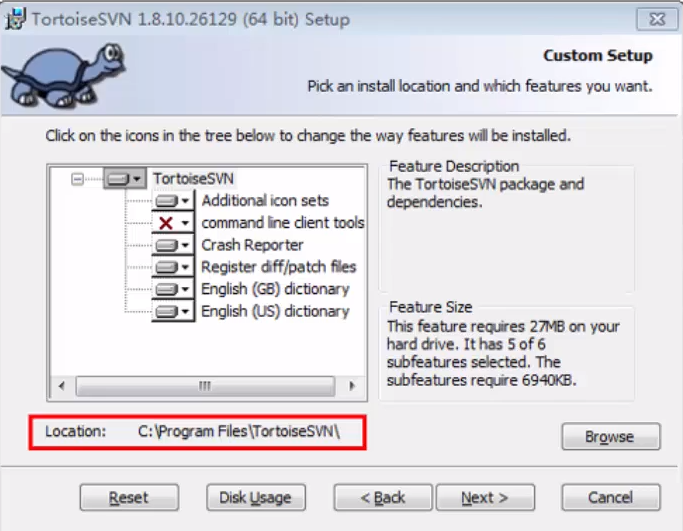 TortoiseSVN 1.8.10.26129 (64 bit) Setup
Custom Setup
Pick an install location and which features you want.
Click on the icons in the tree below to change the way features will be installed.
TortoiseSVN
Additional icon sets
command line client tools
Crash Reporter
Register diff/patch files
English (GB) dictionary
English (US) dictionary
Feature Description
The TortoiseSVN package and
dependencies.
Feature Size
This feature requires 27MB on your
hard drive. It has 5 of 6
subfeatures selected. The
subfeatures require 6940KB.
Location: C:\Program Files\TortoiseSVN\
Browse
Reset Disk Usage < Back Next > Cancel